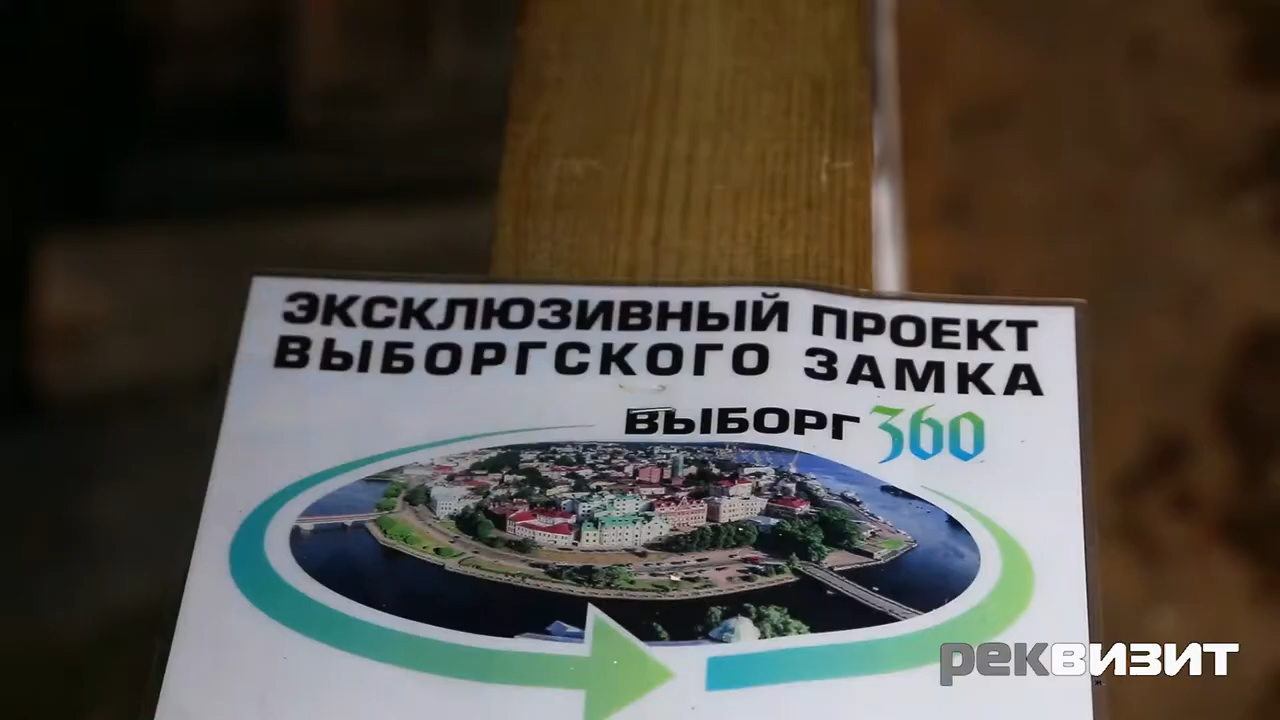 ЭКСКЛЮЗИВНЫЙ ПРОЕКТ
ВЫБОРГСКОГО ЗАМКА
ВЫБОРГ 360
реквизит